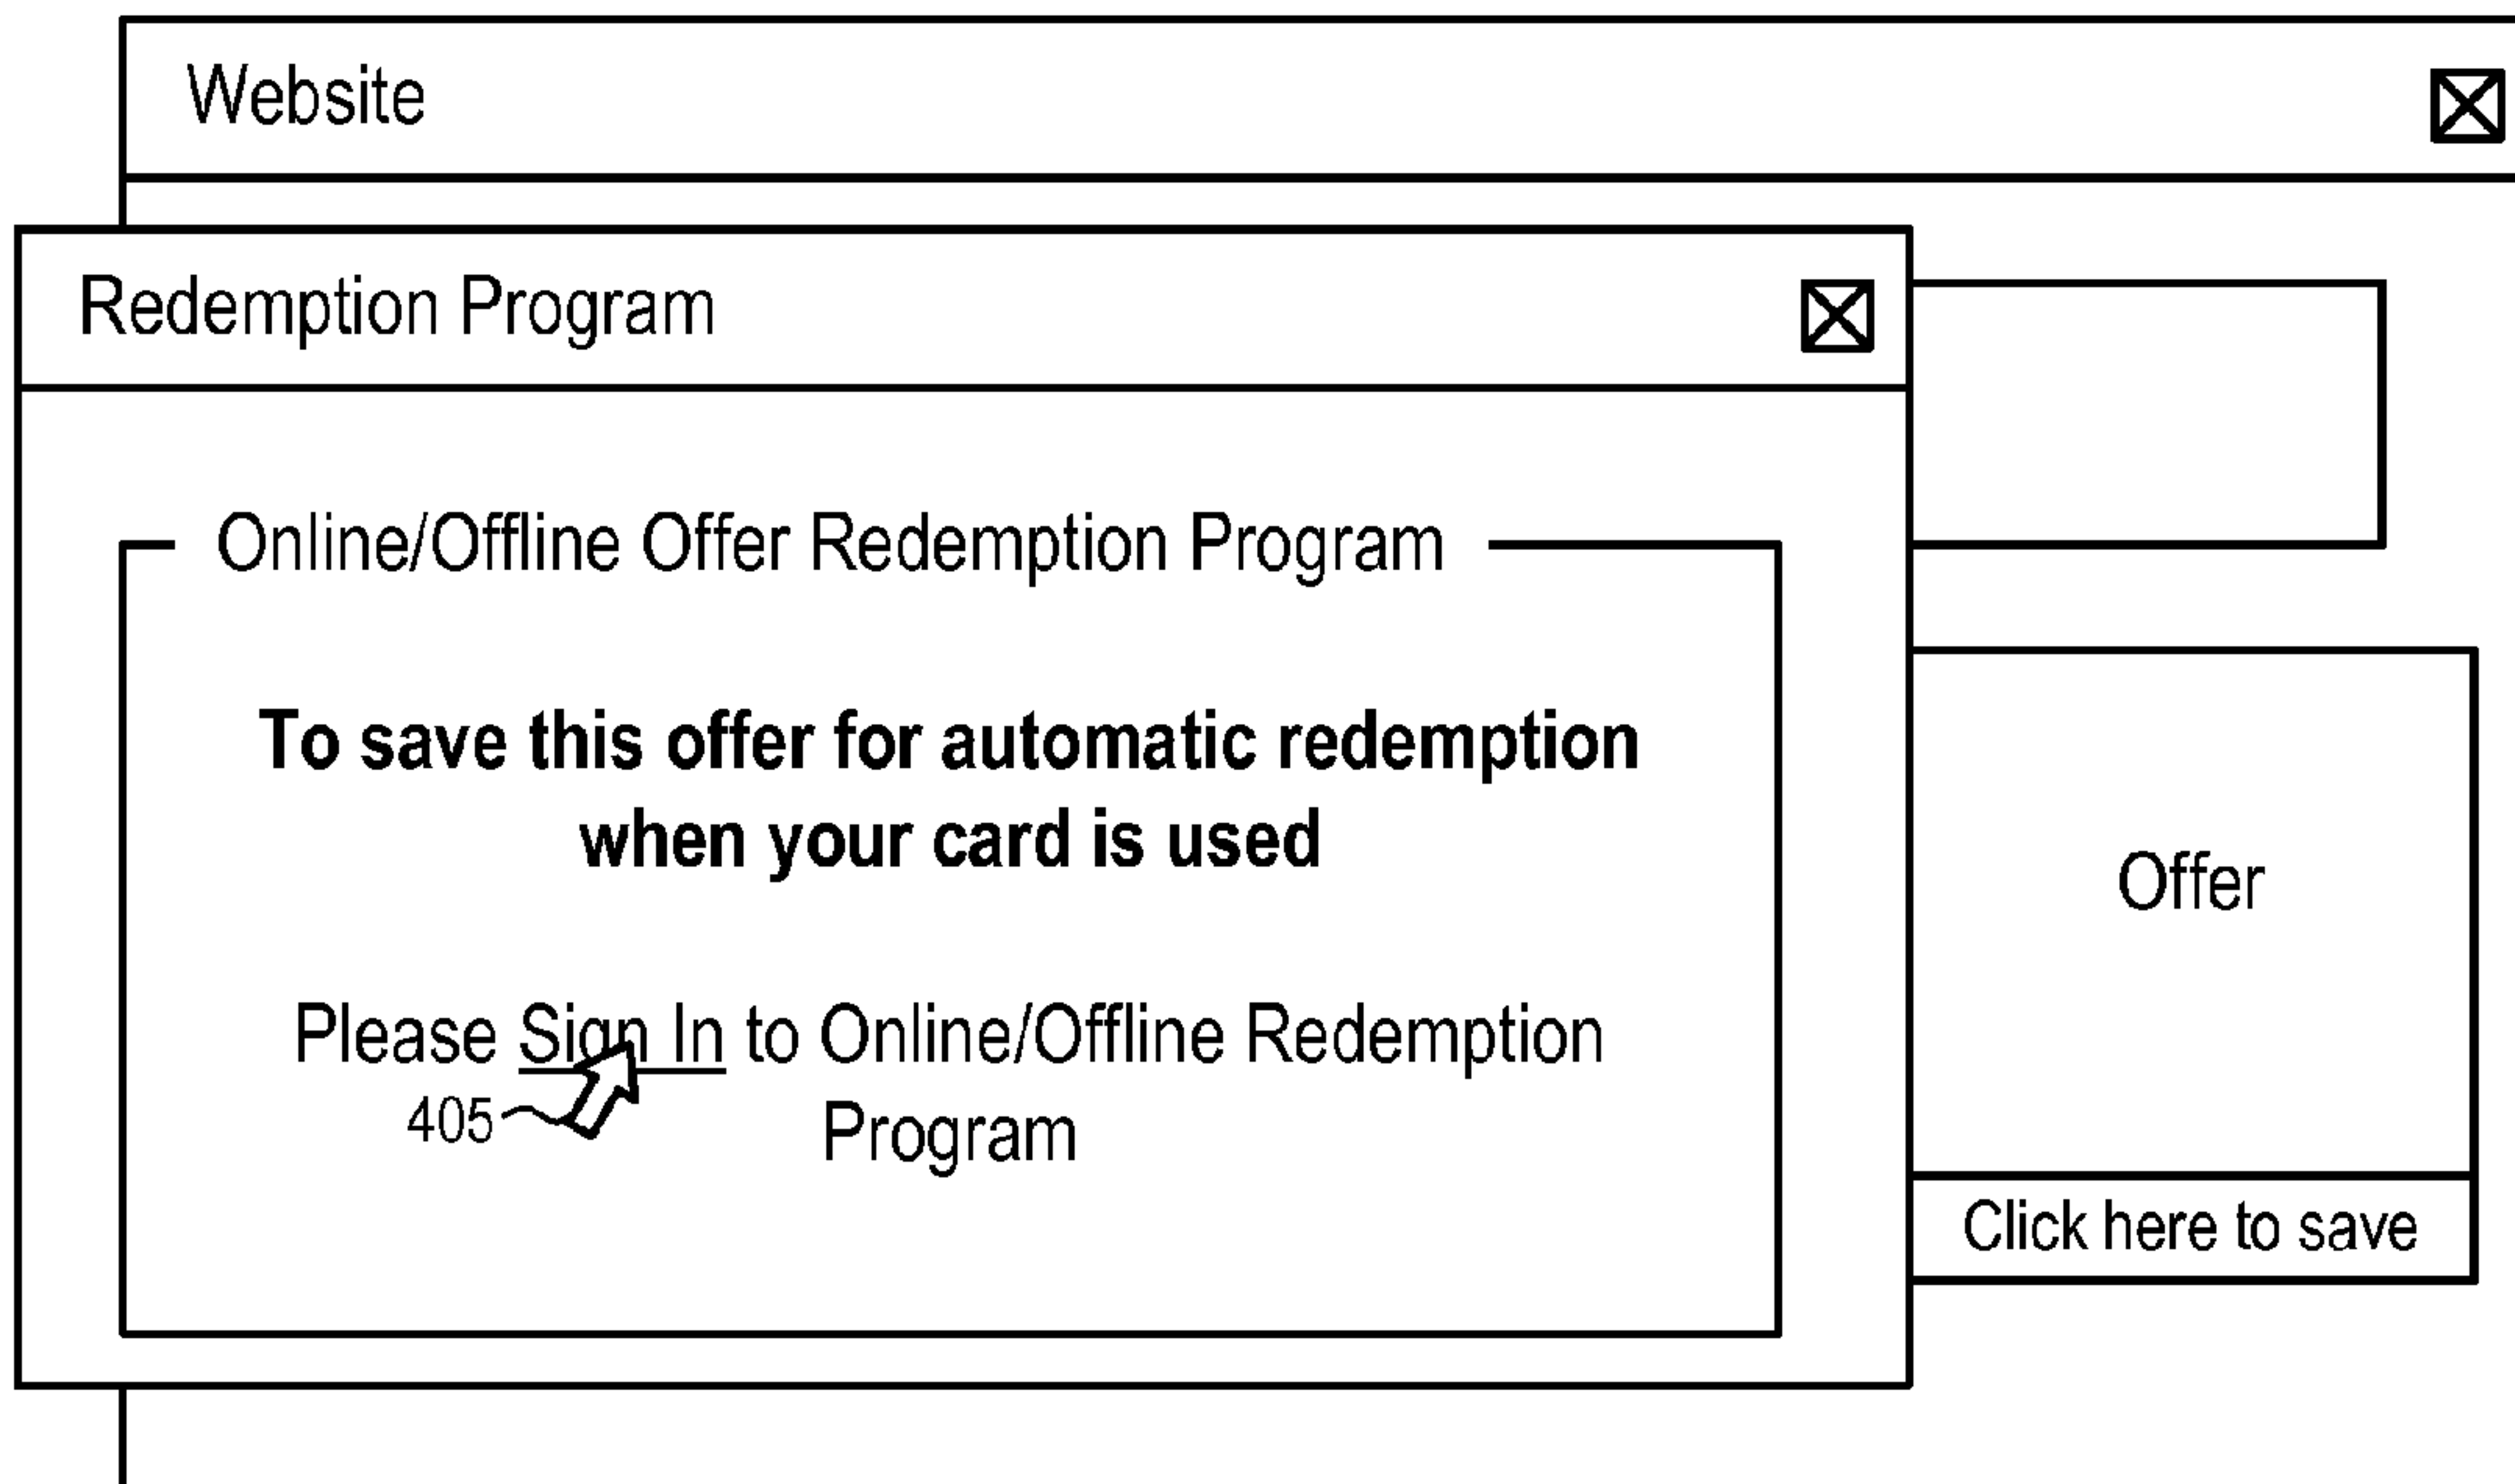 Website
Redemption Program
Online/Offline Offer Redemption Program
To save this offer for automatic redemption
when your card is used
Please Sign In to Online/Offline Redemption
405
Program
Offer
Click here to save